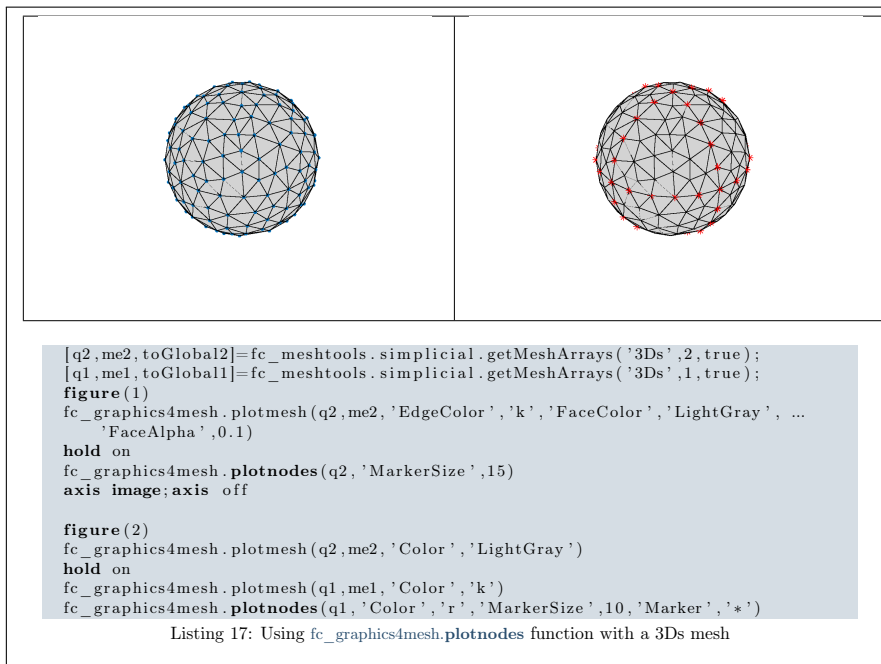 [q2,me2,toGlobal2]=fc_meshtools.simplicial.getMeshArrays('3Ds',2,true);
[q1,me1,toGlobal1]=fc_meshtools.simplicial.getMeshArrays('3Ds',1,true);
figure(1)
fc_graphics4mesh.plotmesh(q2,me2,'EdgeColor','k','FaceColor','LightGray', ...
'FaceAlpha',0.1)
hold on
fc_graphics4mesh.plotnodes(q2,'MarkerSize',15)
axis image;axis off
figure(2)
fc_graphics4mesh.plotmesh(q2,me2,'Color','LightGray')
hold on
fc_graphics4mesh.plotmesh(q1,me1,'Color','k')
fc_graphics4mesh.plotnodes(q1,'Color','r','MarkerSize',10,'Marker','*')
Listing 17: Using fc_graphics4mesh.plotnodes function with a 3Ds mesh